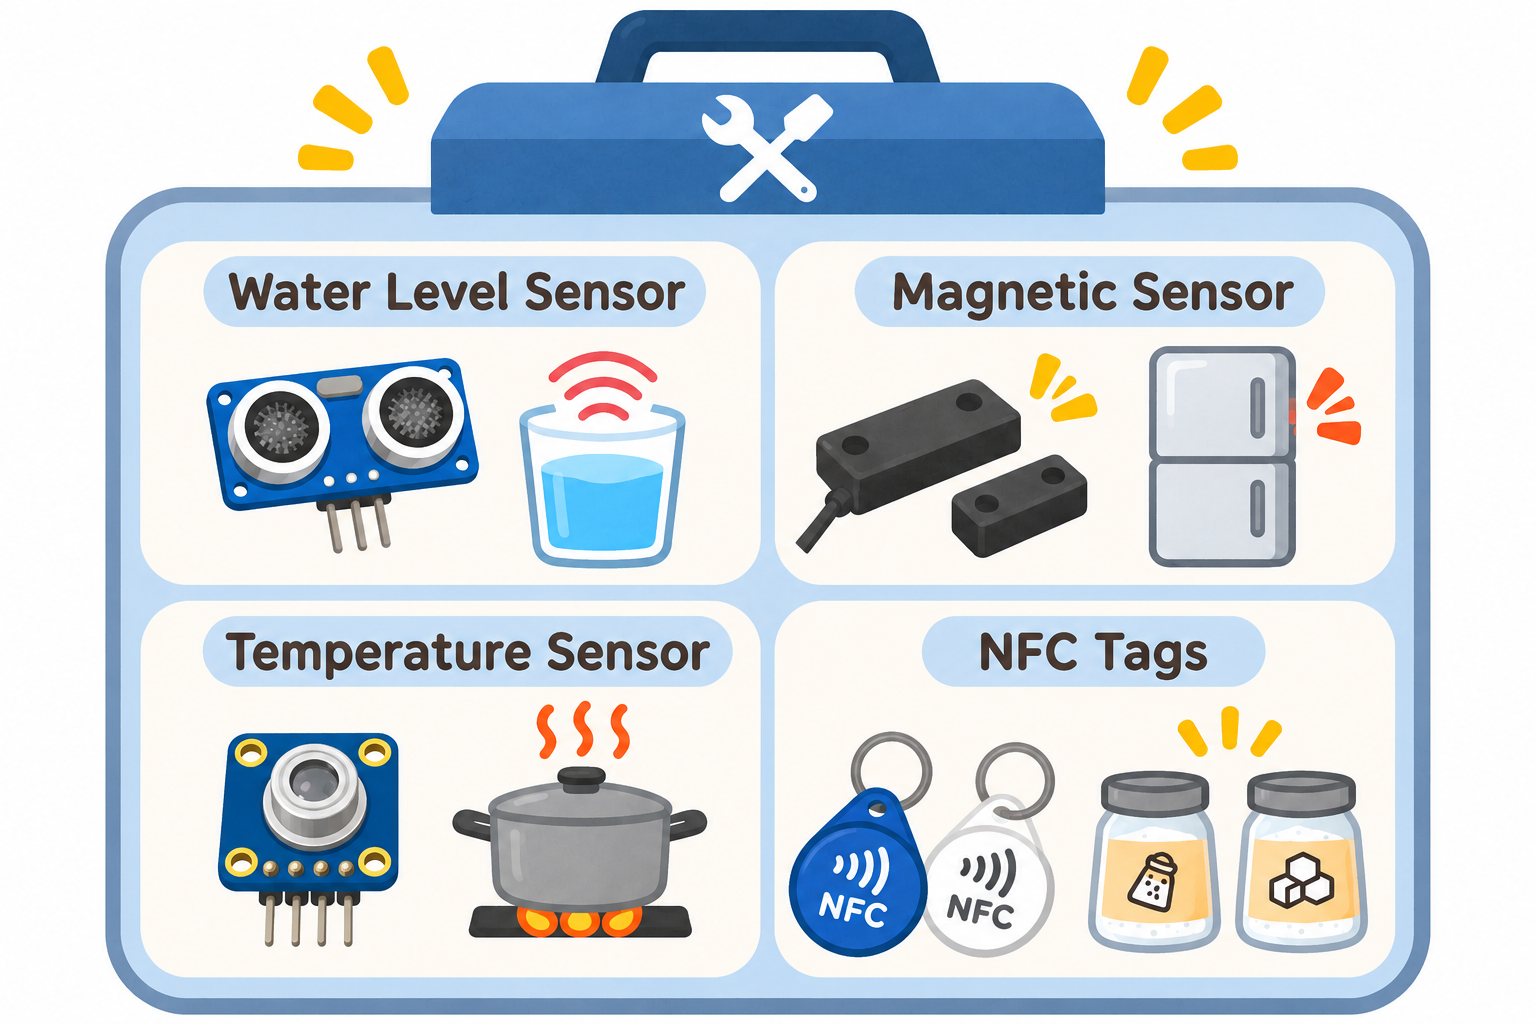 Water Level Sensor
Magnetic Sensor
Temperature Sensor
NFC Tags
NFC
NFC